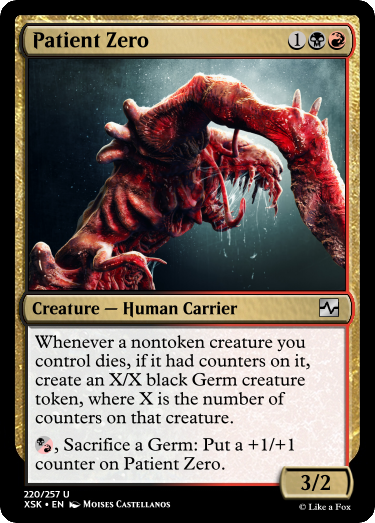 Patient Zero 1
Creature — Human Carrier
Whenever a nontoken creature you
control dies, if it had counters on it,
create an X/X black Germ creature
token, where X is the number of
counters on that creature.
, Sacrifice a Germ: Put a +1/+1
counter on Patient Zero.
3/2
220/257 U
XSK • EN Moises Castellanos
© Like a Fox